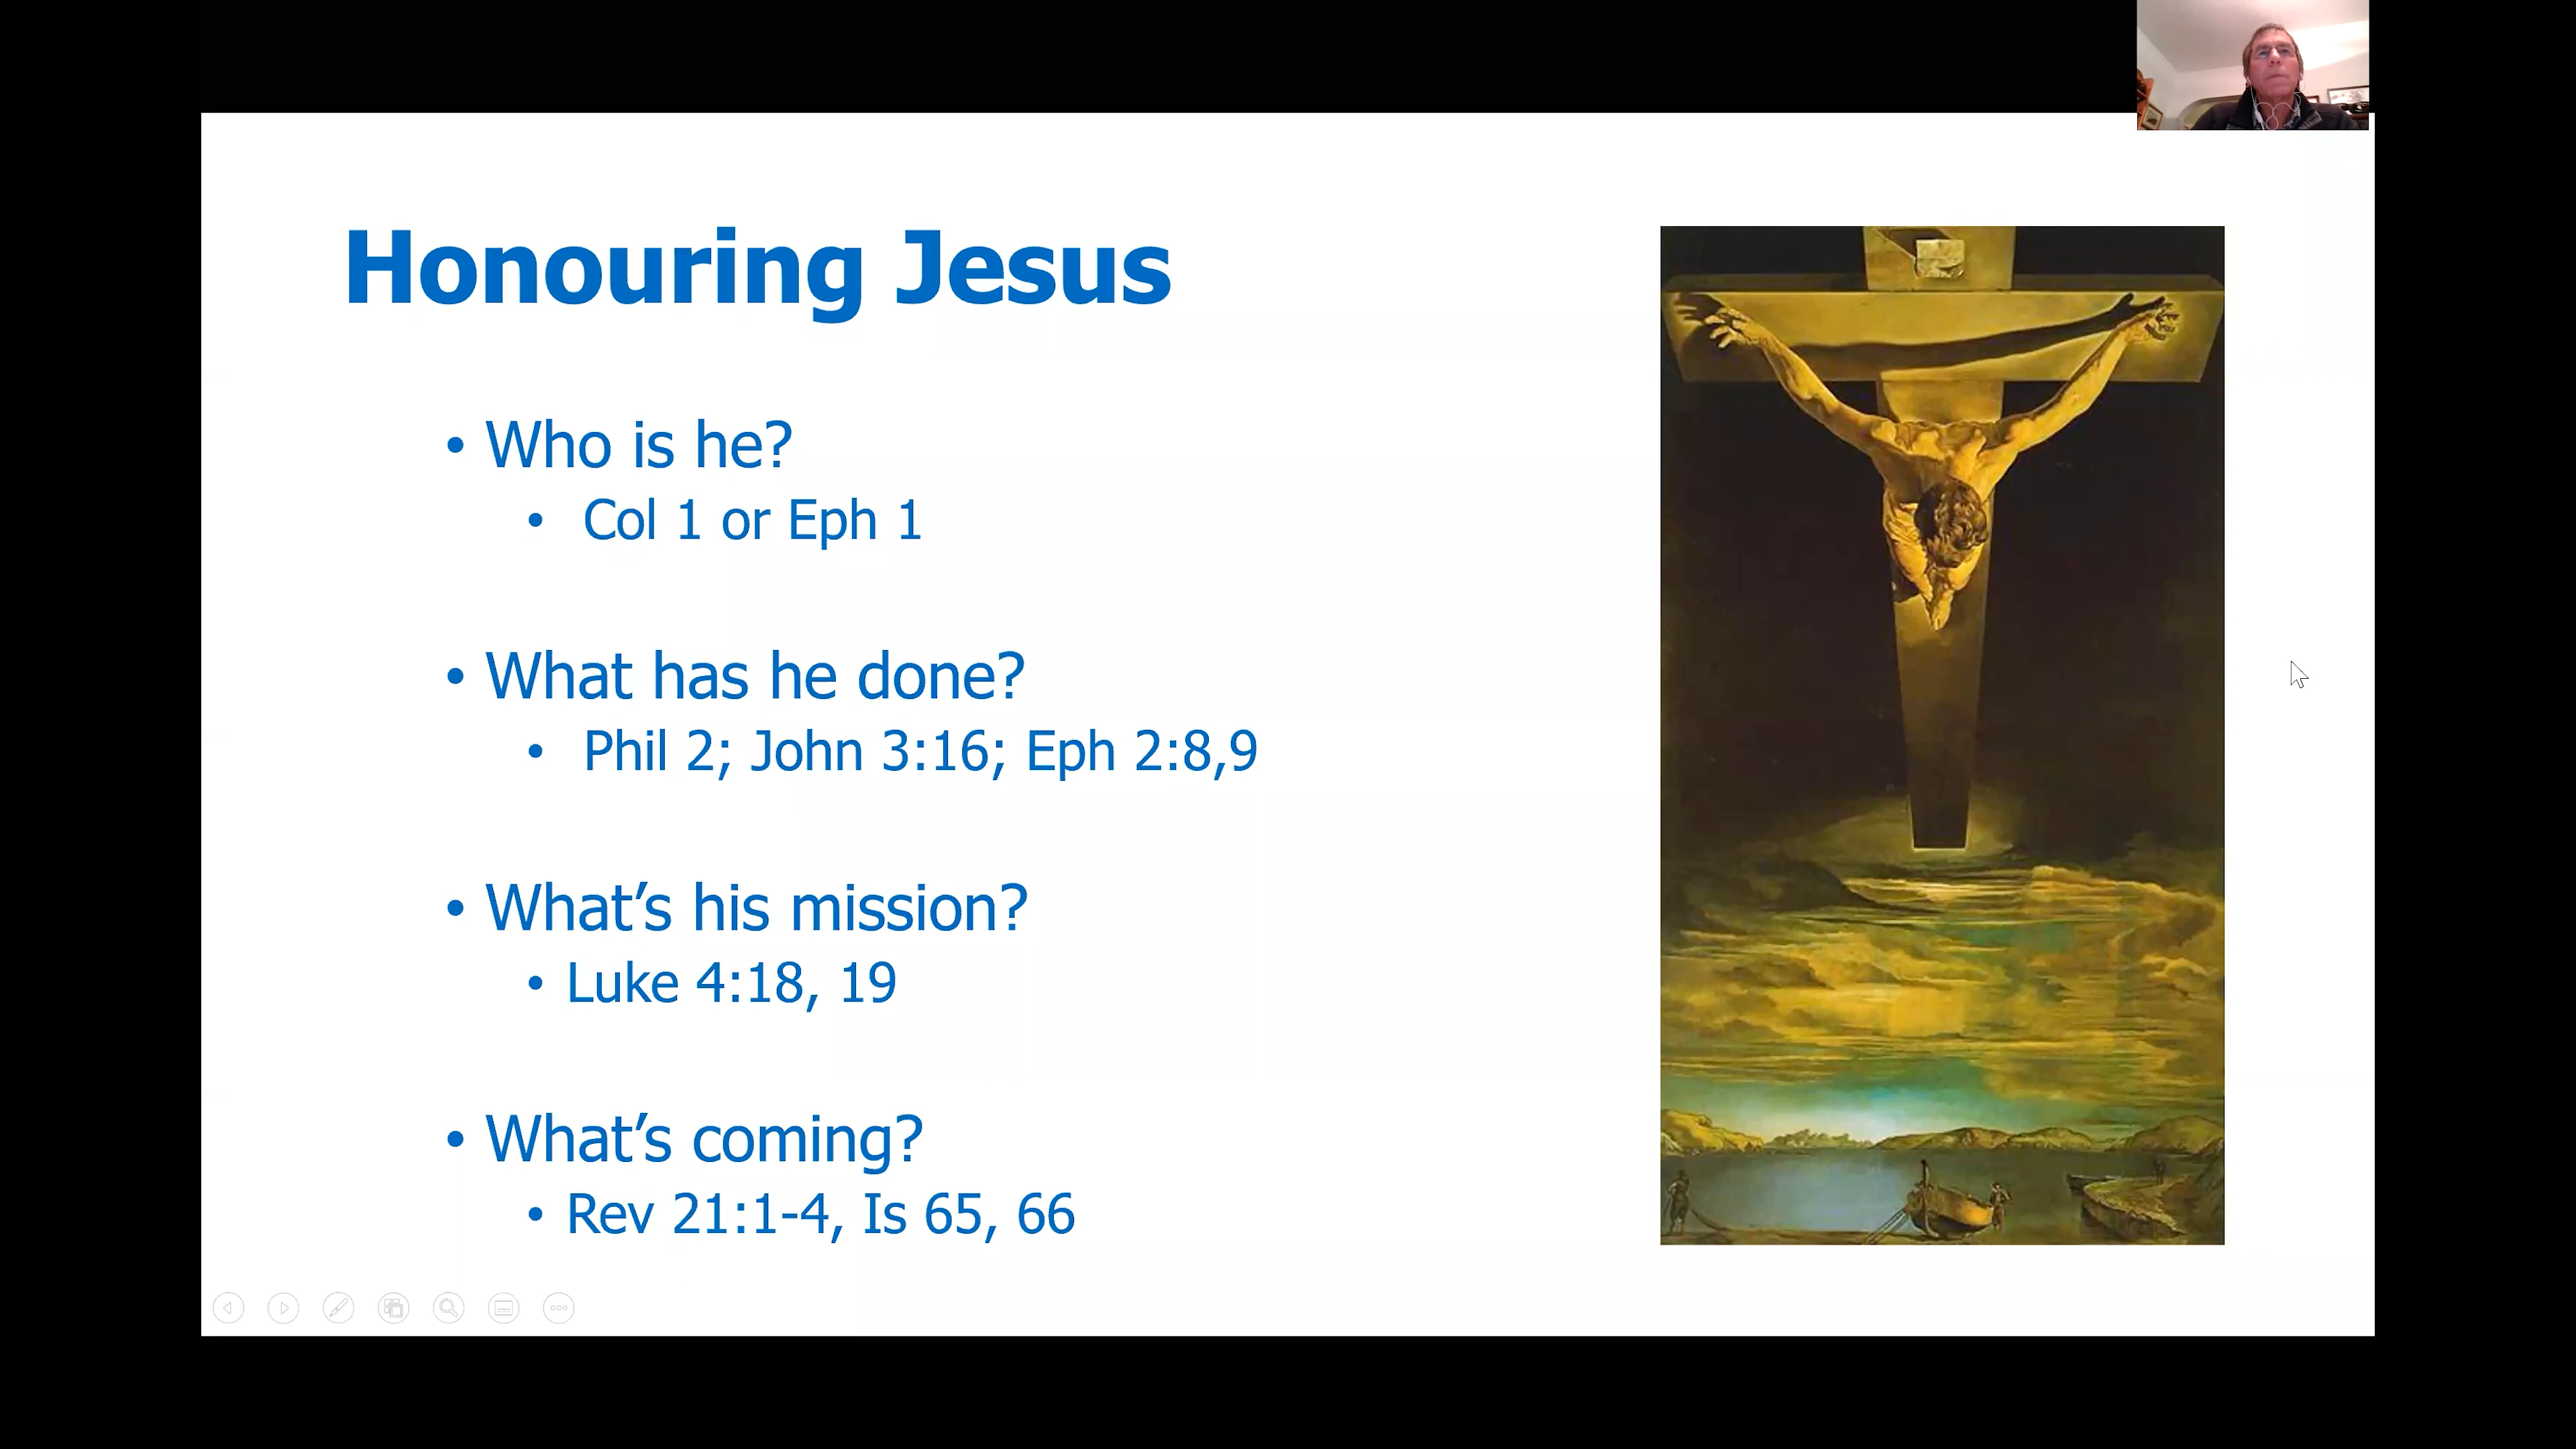 Honouring Jesus
• Who is he?
• Col 1 or Eph 1
• What has he done?
• Phil 2; John 3:16; Eph 2:8,9
• What’s his mission?
• Luke 4:18, 19
• What’s coming?
• Rev 21:1-4, Is 65, 66